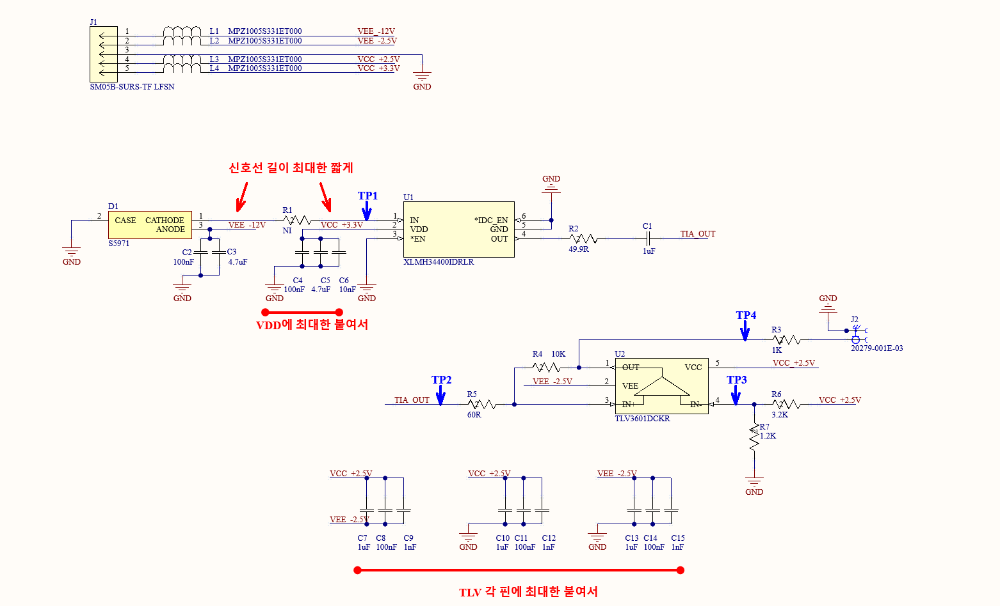 J1
1 L1 MPZ1005S331ET000 VEE_-12V
2 L2 MPZ1005S331ET000 VEE_-2.5V
3
4 L3 MPZ1005S331ET000 VCC_+2.5V
5 L4 MPZ1005S331ET000 VCC_+3.3V
SM05B-SURS-TF LFSN
GND
신호선 길이 최대한 짧게
D1
2 CASE CATHODE 1
ANODE 3
S5971
GND
VEE_-12V
C2
100nF
C3
4.7uF
GND
R1
2
NI
VCC_+3.3V
TP1
C4
100nF
C5
4.7uF
C6
10nF
GND
GND
VDD에 최대한 붙여서
U1
1 IN *IDC_EN 6
2 VDD GND 5
3 *EN OUT 4
XLMH34400IDRLR
GND
R2
2
49.9R
C1
1uF
TIA_OUT
GND
J2
20279-001E-03
TP4
R3
2
1K
R4 10K
2
U2
1 OUT VCC 5
VCC_+2.5V
VEE_-2.5V
2 VEE
3 IN+ IN- 4
TLV3601DCKR
TP2
TIA_OUT
R5
2
60R
TP3
R6
2
3.2K
VCC_+2.5V
R7
2
1.2K
GND
VCC_+2.5V
VEE_-2.5V
C7
1uF
C8
100nF
C9
1nF
VCC_+2.5V
GND
C10
1uF
C11
100nF
C12
1nF
VEE_-2.5V
GND
C13
1uF
C14
100nF
C15
1nF
TLV 각 핀에 최대한 붙여서